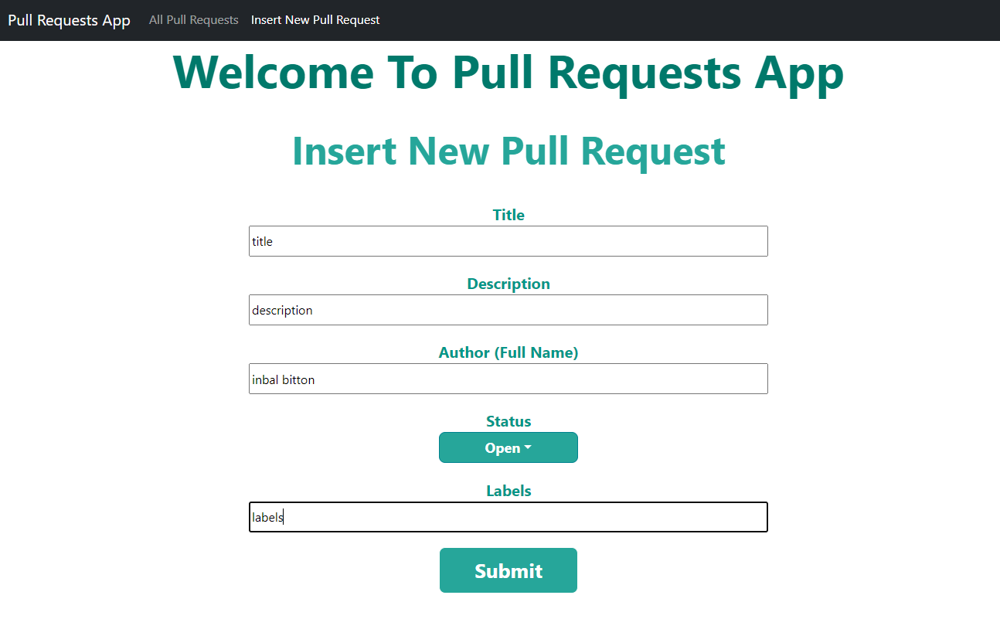 Pull Requests App All Pull Requests Insert New Pull Request
Welcome To Pull Requests App
Insert New Pull Request
Title
title
Description
description
Author (Full Name)
inbal bitton
Status
Open
Labels
labels
Submit